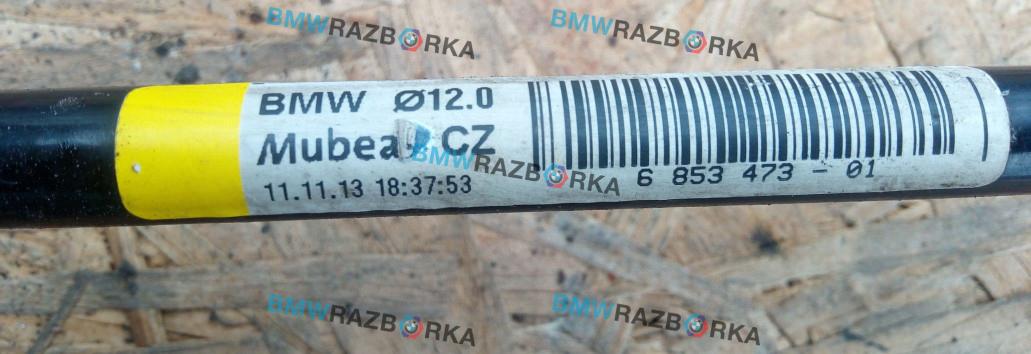 BMWRAZBORKA
BMWRAZBORKA
BMW Ø12.0
Mubea CZ
11.11.13 18:37:53
BMWRAZBORKA
6 853 473 - 01
BMWRAZBORKA
BMWRAZBORKA